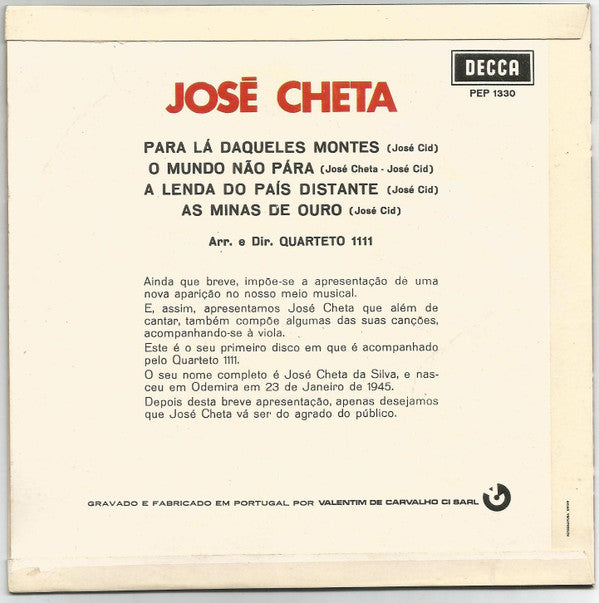 DECCA
PEP 1330
JOSÉ CHETA
PARA LÁ DAQUELES MONTES (José Cid)
O MUNDO NÃO PÁRA (José Cheta - José Cid)
A LENDA DO PAÍS DISTANTE (José Cid)
AS MINAS DE OURO (José Cid)
Arr. e Dir. QUARTETO 1111
Ainda que breve, impõe-se a apresentação de uma
nova aparição no nosso meio musical.
E, assim, apresentamos José Cheta que além de
cantar, também compõe algumas das suas canções,
acompanhando-se à viola.
Este é o seu primeiro disco em que é acompanhado
pelo Quarteto 1111.
O seu nome completo é José Cheta da Silva, e nas-
ceu em Odemira em 23 de Janeiro de 1945.
Depois desta breve apresentação, apenas desejamos
que José Cheta vá ser do agrado do público.
GRAVADO E FABRICADO EM PORTUGAL POR VALENTIM DE CARVALHO CI SARL